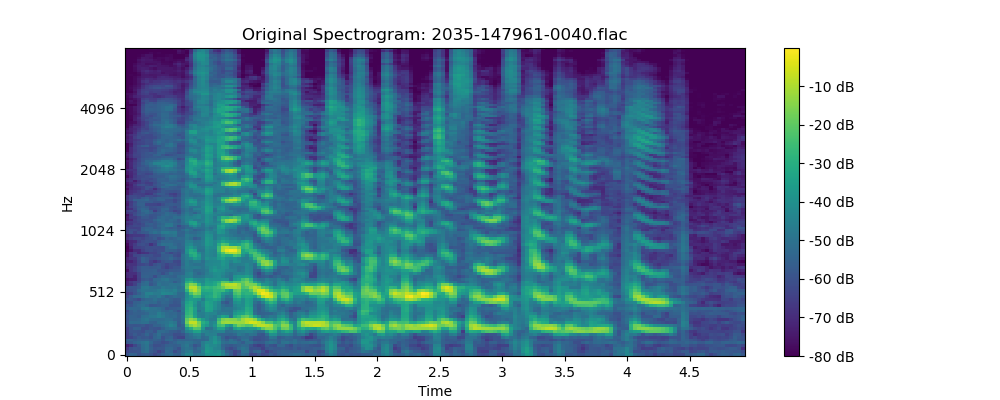 Original Spectrogram: 2035-147961-0040.flac
Hz
4096
2048
1024
512
0
0 0.5 1 1.5 2 2.5 3 3.5 4 4.5
Time
-10 dB
-20 dB
-30 dB
-40 dB
-50 dB
-60 dB
-70 dB
-80 dB